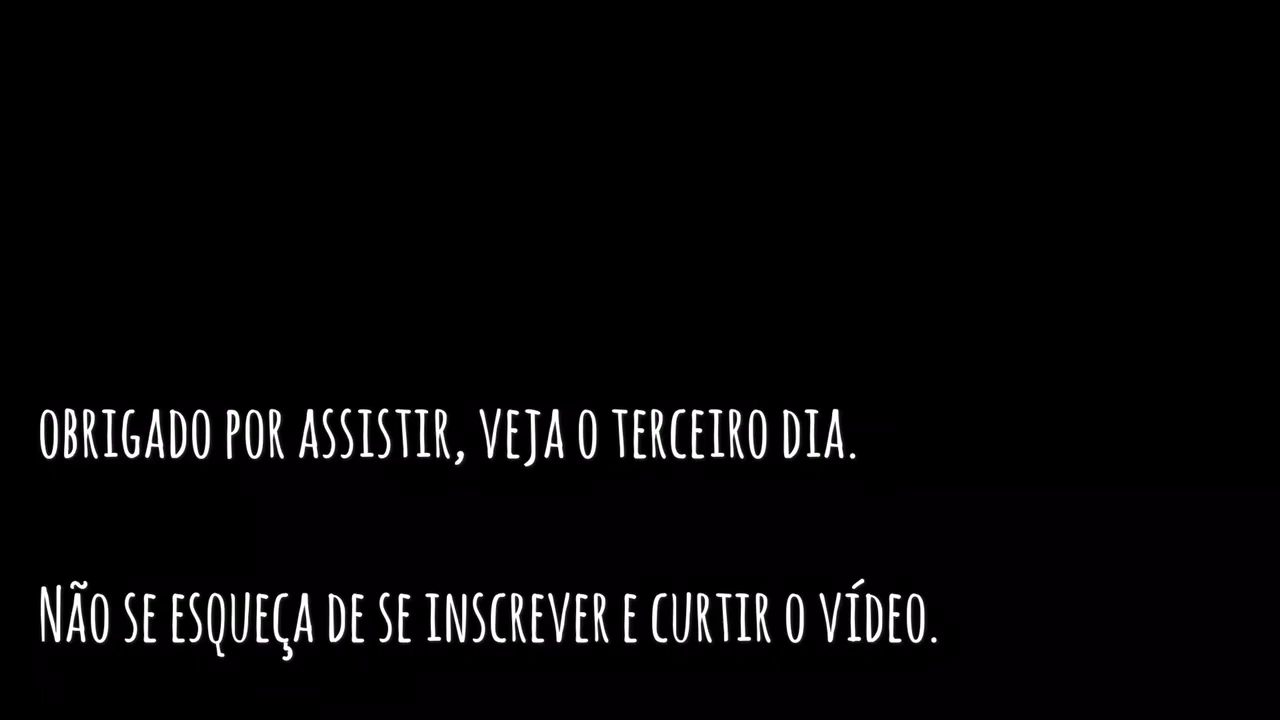 obrigado por assistir, veja o terceiro dia.
Não se esqueça de se inscrever e curtir o vídeo.